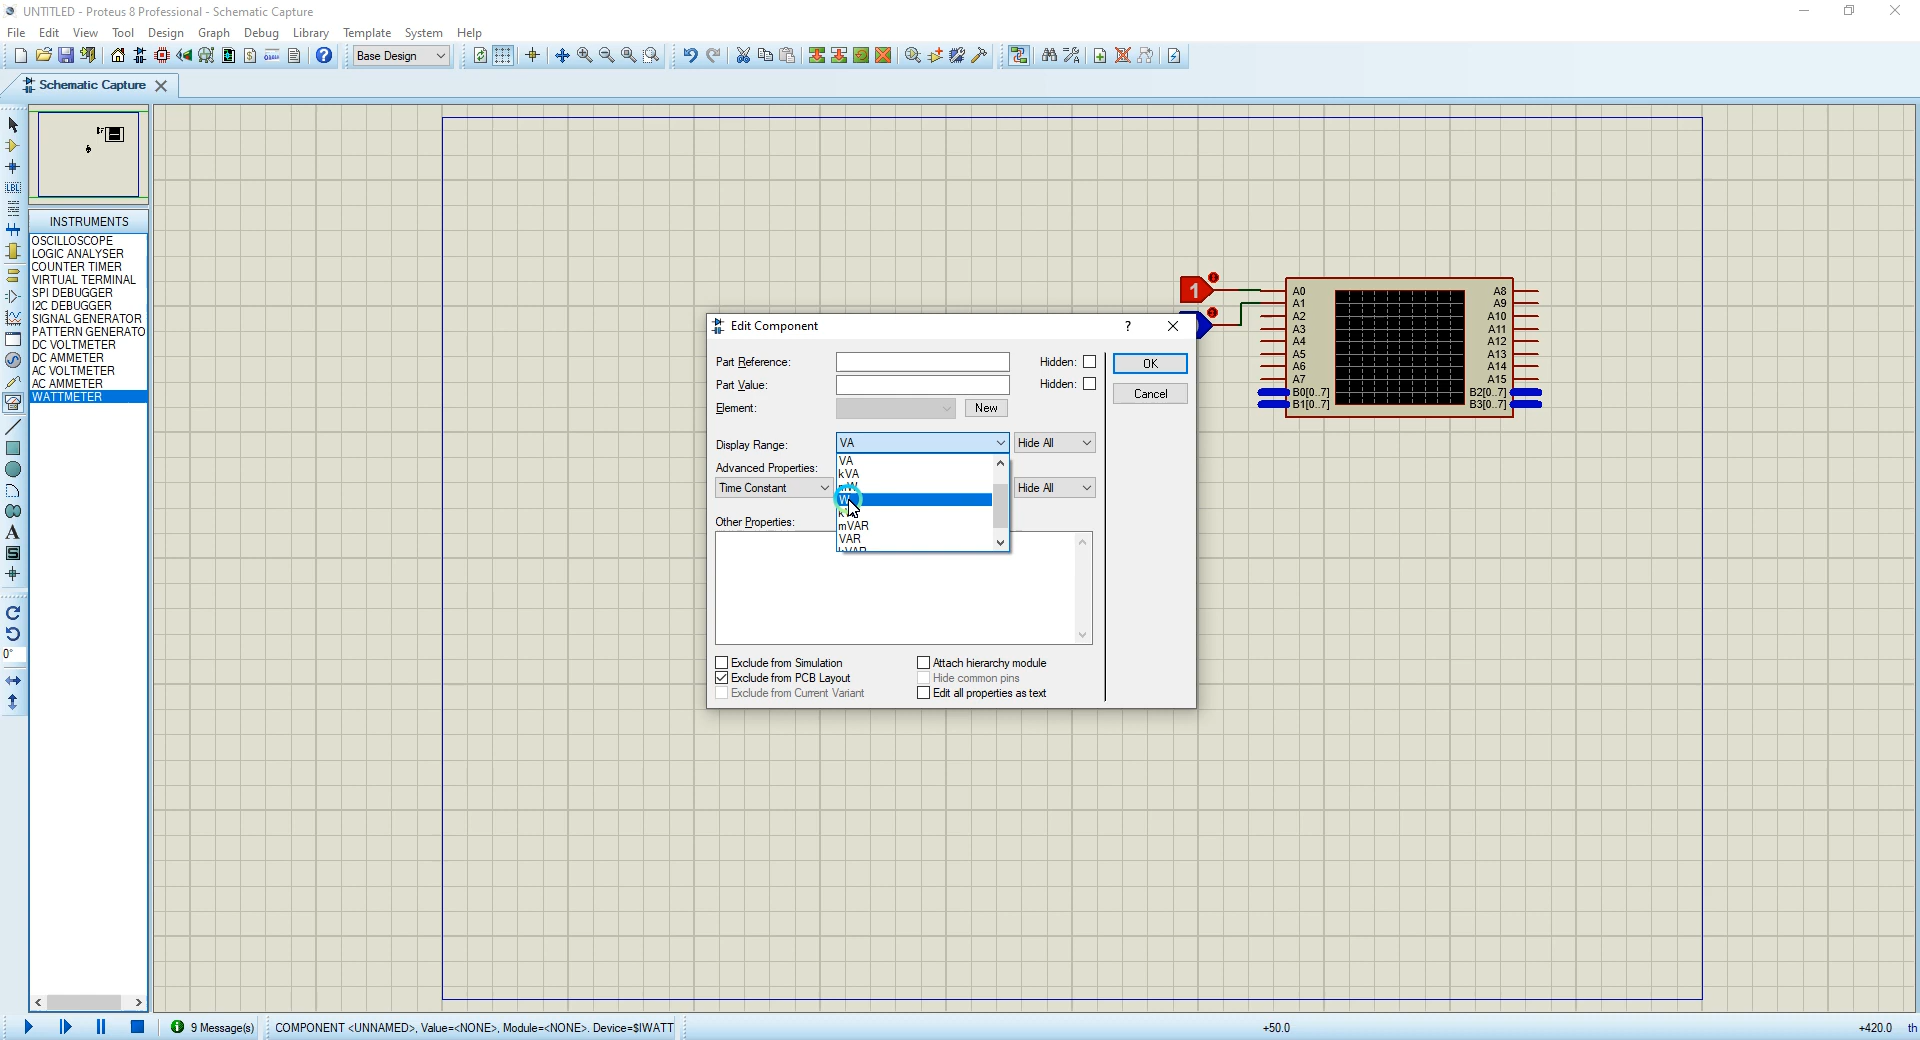 UNTITLED - Proteus 8 Professional - Schematic Capture
File Edit View Tool Design Graph Debug Library Template System Help
Base Design
Schematic Capture
INSTRUMENTS
OSCILLOSCOPE
LOGIC ANALYSER
COUNTER TIMER
VIRTUAL TERMINAL
SPI DEBUGGER
I2C DEBUGGER
SIGNAL GENERATOR
PATTERN GENERATO
DC VOLTMETER
DC AMMETER
AC VOLTMETER
AC AMMETER
WATTMETER
LBL
0°
1
A0 A8
A1 A9
A2 A10
A3 A11
A4 A12
A5 A13
A6 A14
A7 A15
B0[0..7] B2[0..7]
B1[0..7] B3[0..7]
Edit Component ?
Part Reference: Hidden: OK
Part Value: Hidden: Cancel
Element: New
Display Range: VA Hide All
VA
Advanced Properties: kVA
Time Constant mW Hide All
W
Other Properties:
mVAR
VAR
kVAR
Exclude from Simulation Attach hierarchy module
Exclude from PCB Layout Hide common pins
Exclude from Current Variant Edit all properties as text
9 Message(s) COMPONENT <UNNAMED>, Value=<NONE>, Module=<NONE>. Device=$IWATT +50.0 +420.0 th